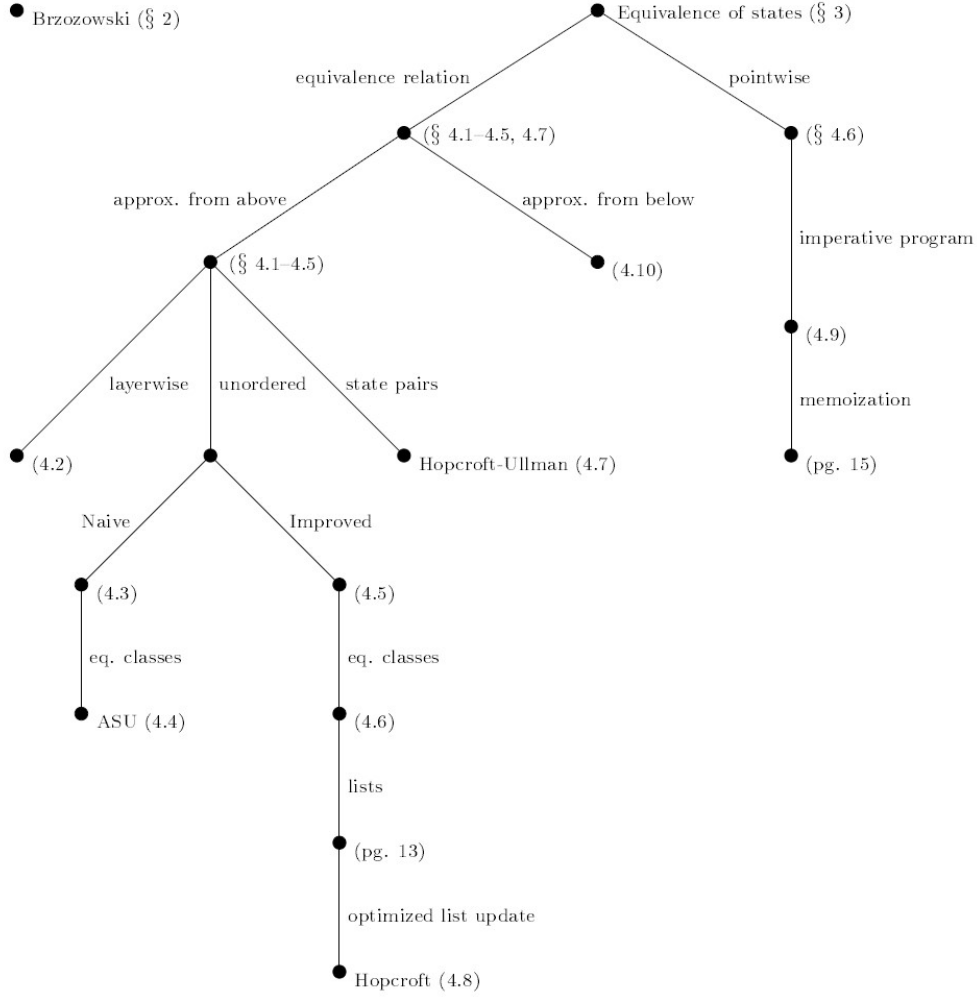 Brzozowski (§ 2)
Equivalence of states (§ 3)
equivalence relation
pointwise
(§ 4.1–4.5, 4.7)
(§ 4.6)
approx. from above
approx. from below
imperative program
(§ 4.1–4.5)
(4.10)
(4.9)
layerwise
unordered
state pairs
memoization
(4.2)
Hopcroft-Ullman (4.7)
(pg. 15)
Naive
Improved
(4.3)
(4.5)
eq. classes
eq. classes
ASU (4.4)
(4.6)
lists
(pg. 13)
optimized list update
Hopcroft (4.8)